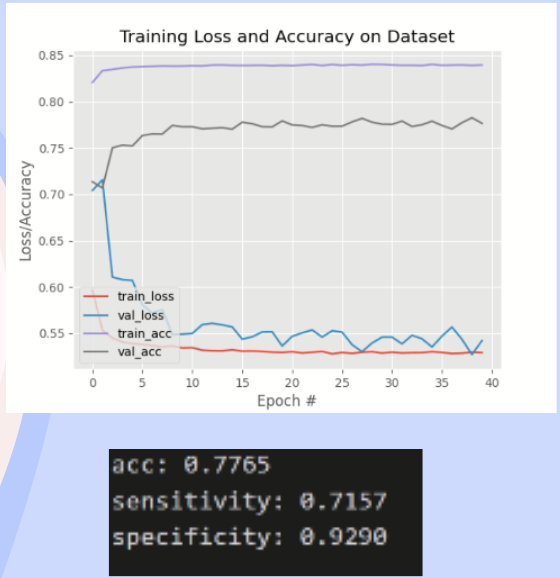 Training Loss and Accuracy on Dataset
0.85
0.80
0.75
0.70
0.65
0.60
0.55
Loss/Accuracy
train_loss
val_loss
train_acc
val_acc
0 5 10 15 20 25 30 35 40
Epoch #
acc: 0.7765
sensitivity: 0.7157
specificity: 0.9290